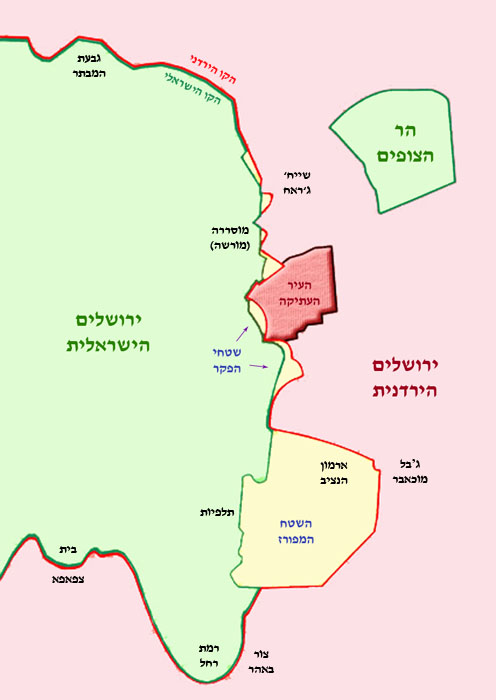 גבעת
המבתר
הקו הירדני
הקו הישראלי
הר
הצופים
שייח'
ג'ראח
מוסררה
(מורשה)
העיר
העתיקה
ירושלים
הישראלית
שטחי
הפקר
ירושלים
הירדנית
ארמון
הנציב
ג'בל
מוכאבר
תלפיות
השטח
המפורז
בית
צפאפא
רמת
רחל
צור
באהר